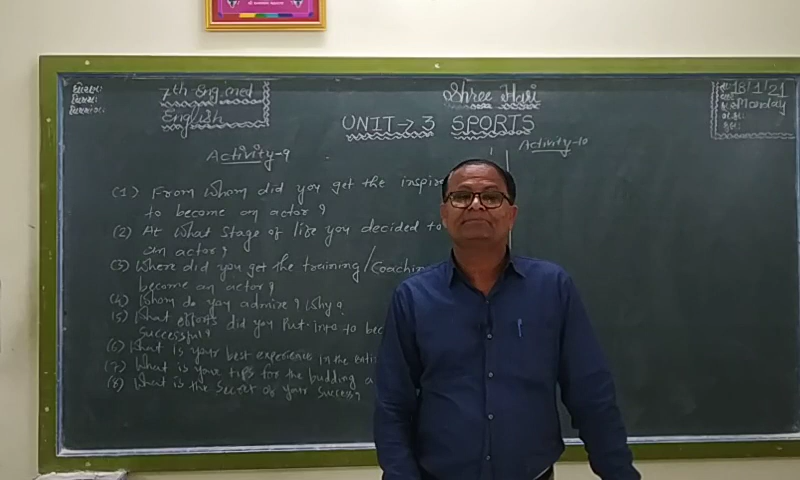 7th Eng. med
English
Shree Hari
18/1/21
Monday
UNIT → 3 SPORTS
Activity-9
Activity-10
(1) From whom did you get the inspire
to become an actor?
(2) At what stage of life you decided to
an actor?
(3) Where did you get the training/coachin
become an actor?
(4) Whom do you admire? Why?
(5) What efforts did you put-into to bec
successful?
(6) What is your best experience in the enti
(7) What is your tips for the budding a
(8) What is the secret of your success?